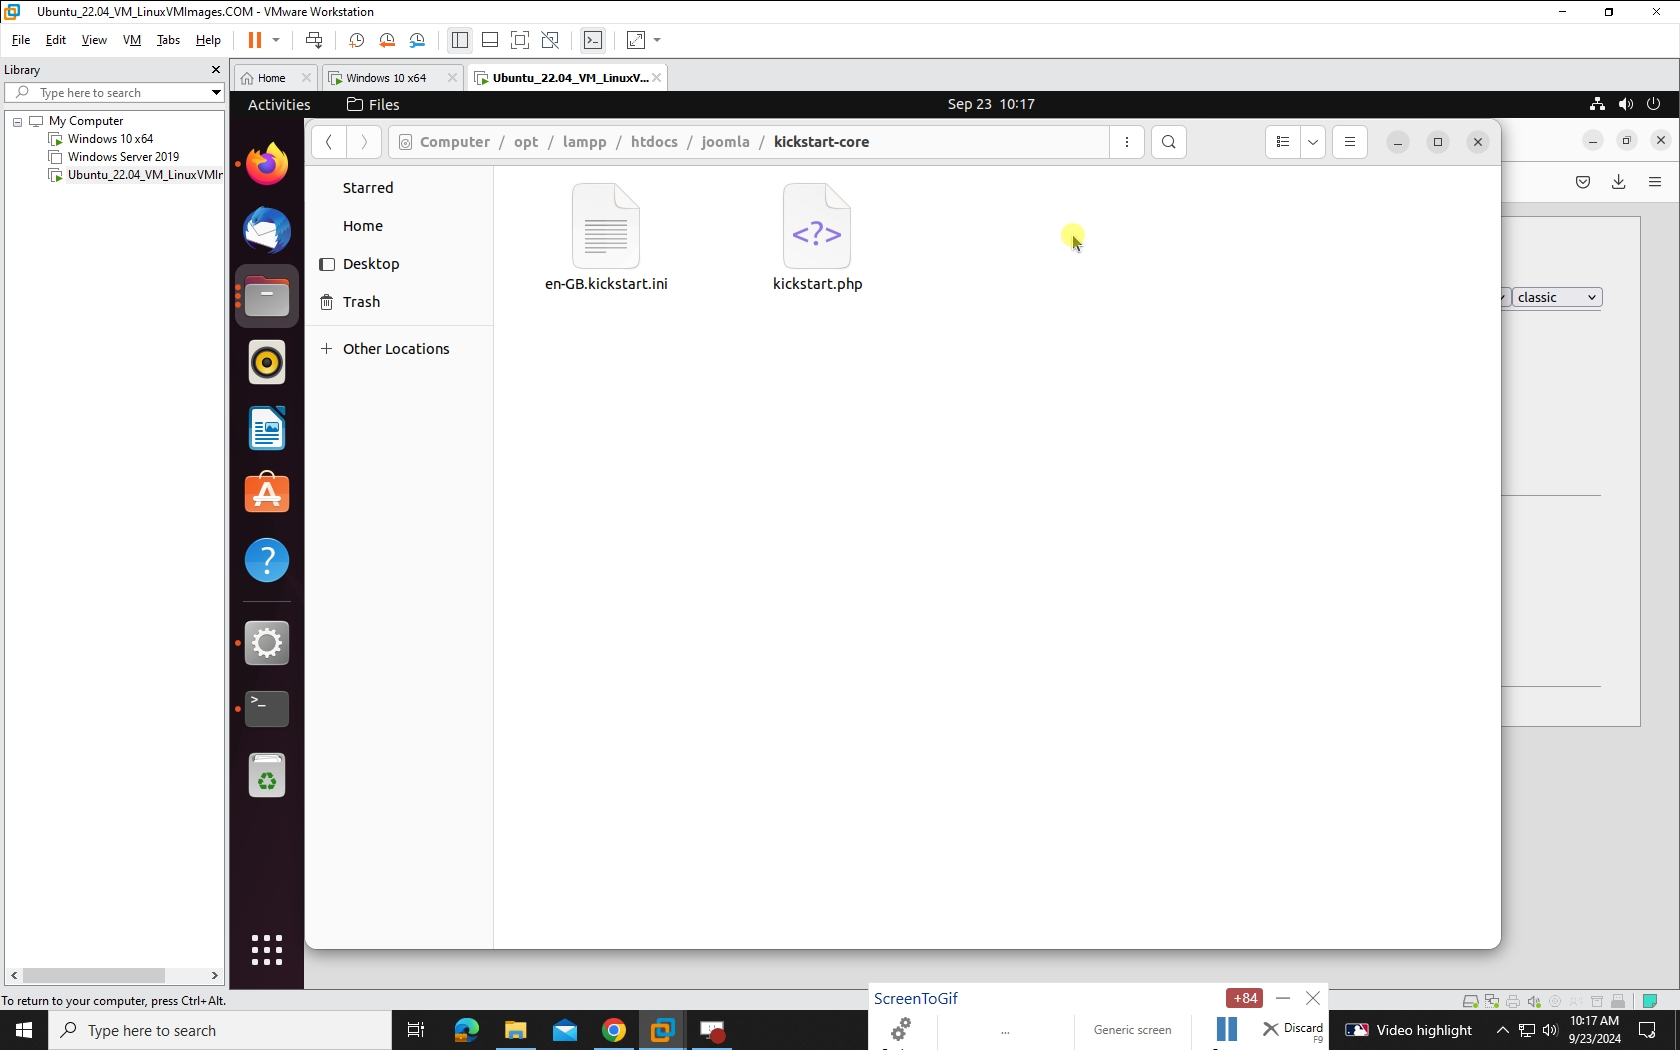 Ubuntu_22.04_VM_LinuxVMImages.COM - VMware Workstation
File Edit View VM Tabs Help
Library
Type here to search
Home
Windows 10 x64
Ubuntu_22.04_VM_LinuxV...
My Computer
Windows 10 x64
Windows Server 2019
Ubuntu_22.04_VM_LinuxVMIr
Activities
Files
Sep 23 10:17
Computer / opt / lampp / htdocs / joomla / kickstart-core
Starred
Home
Desktop
Trash
Other Locations
en-GB.kickstart.ini
<?>
kickstart.php
classic
To return to your computer, press Ctrl+Alt.
ScreenToGif
+84
...
Generic screen
Discard
F9
Type here to search
Video highlight
10:17 AM
9/23/2024